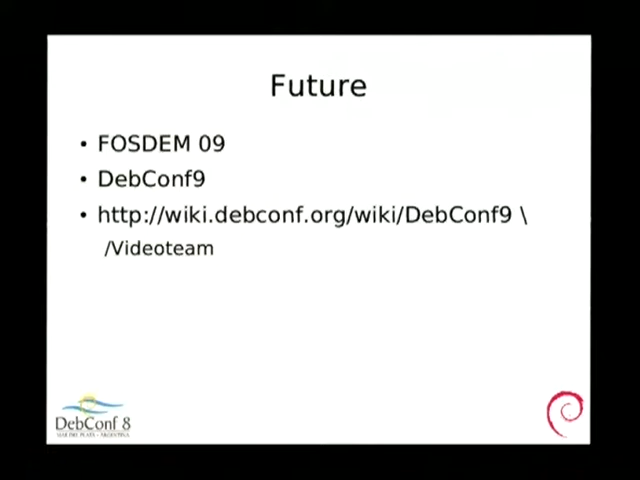 Future
• FOSDEM 09
• DebConf9
• http://wiki.debconf.org/wiki/DebConf9 \
/Videoteam
DebConf 8
MAR DEL PLATA - ARGENTINA